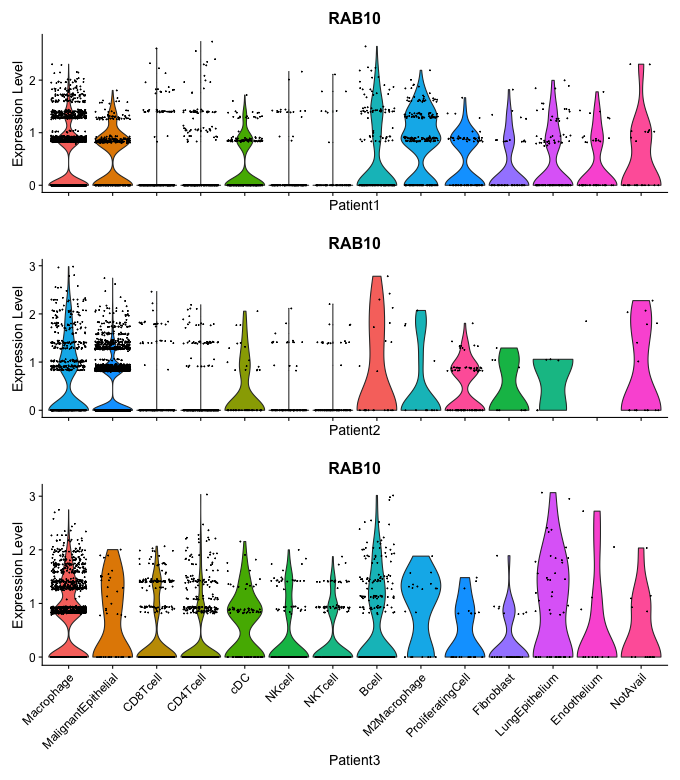 RAB10
Expression Level
2
1
0
Patient1
RAB10
Expression Level
3
2
1
0
Patient2
RAB10
Expression Level
3
2
1
0
Macrophage
MalignantEpithelial
CD8Tcell
CD4Tcell
cDC
NKcell
NKTcell
Bcell
M2Macrophage
ProliferatingCell
Fibroblast
LungEpithelium
Endothelium
NotAvail
Patient3